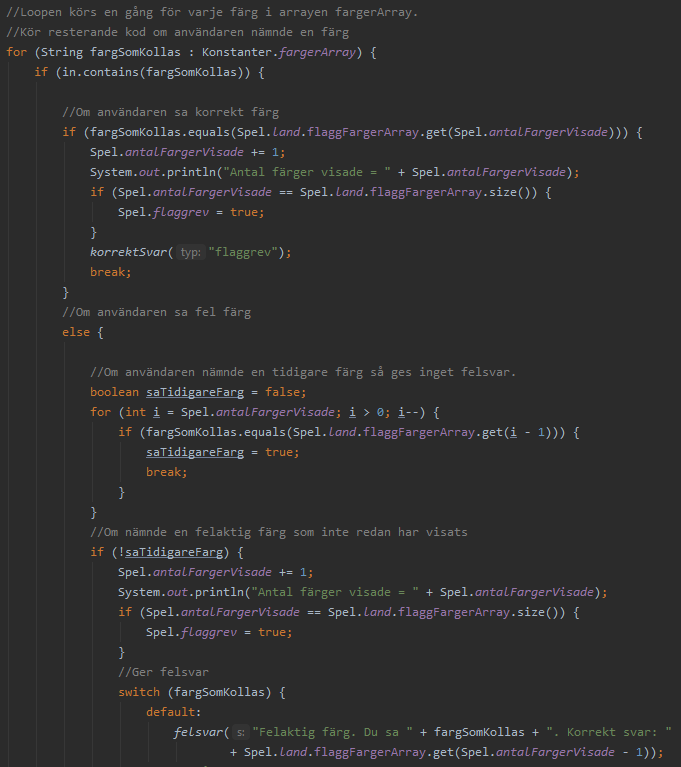 //Loopen körs en gång för varje färg i arrayen fargerArray.
//Kör resterande kod om användaren nämnde en färg
for (String fargSomKollas : Konstanter.fargerArray) {
if (in.contains(fargSomKollas)) {
//Om användaren sa korrekt färg
if (fargSomKollas.equals(Spel.land.flaggFargerArray.get(Spel.antalFargerVisade))) {
Spel.antalFargerVisade += 1;
System.out.println("Antal färger visade = " + Spel.antalFargerVisade);
if (Spel.antalFargerVisade == Spel.land.flaggFargerArray.size()) {
Spel.flaggrev = true;
}
korrektSvar( typ: "flaggrev");
break;
}
//Om användaren sa fel färg
else {
//Om användaren nämnde en tidigare färg så ges inget felsvar.
boolean saTidigareFarg = false;
for (int i = Spel.antalFargerVisade; i > 0; i--) {
if (fargSomKollas.equals(Spel.land.flaggFargerArray.get(i - 1))) {
saTidigareFarg = true;
break;
}
}
//Om nämnde en felaktig färg som inte redan har visats
if (!saTidigareFarg) {
Spel.antalFargerVisade += 1;
System.out.println("Antal färger visade = " + Spel.antalFargerVisade);
if (Spel.antalFargerVisade == Spel.land.flaggFargerArray.size()) {
Spel.flaggrev = true;
}
//Ger felsvar
switch (fargSomKollas) {
default:
felsvar( s: "Felaktig färg. Du sa " + fargSomKollas + ". Korrekt svar: "
+ Spel.land.flaggFargerArray.get(Spel.antalFargerVisade - 1));